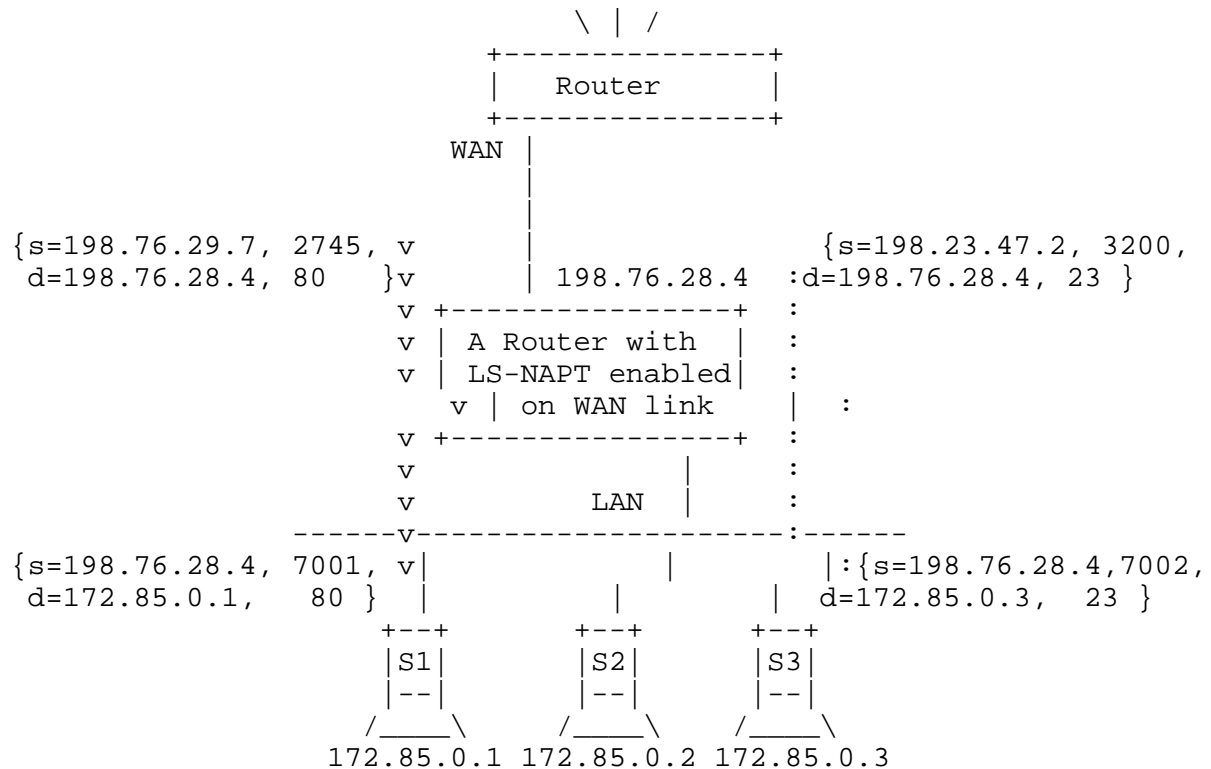 \ | /
+---------------+
|   Router      |
+---------------+
WAN |
|
|
{s=198.76.29.7, 2745, v        |                {s=198.23.47.2, 3200,
d=198.76.28.4, 80    }v        | 198.76.28.4  :d=198.76.28.4, 23 }
v +---------------+  :
v | A Router with  |  :
v | LS-NAPT enabled|  :
v | on WAN link    |  :
v +---------------+  :
v                |    :
v          LAN  |    :
------v---------------------:------
{s=198.76.28.4, 7001, v|              |         |:{s=198.76.28.4,7002,
d=172.85.0.1,   80 }  |           |        | d=172.85.0.3,  23 }
+--+       +--+      +--+
|S1|       |S2|      |S3|
|--|       |--|      |--|
/____\     /____\    /____\
172.85.0.1 172.85.0.2 172.85.0.3